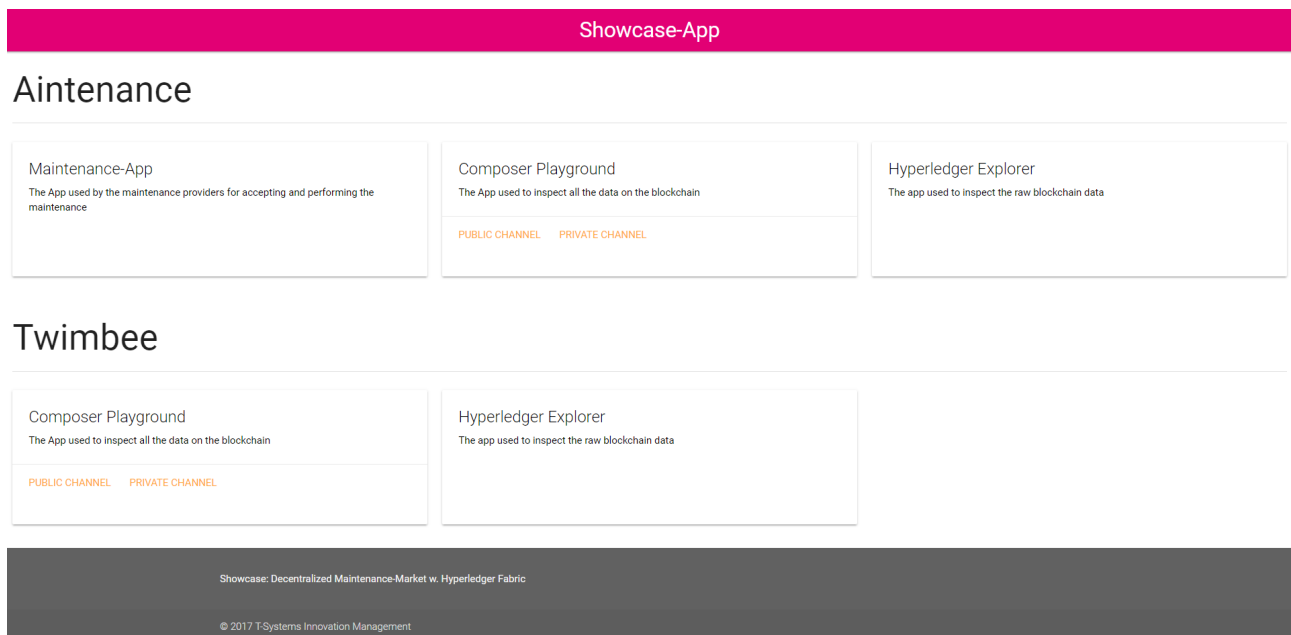 Showcase-App
Aintenance
Maintenance-App
The App used by the maintenance providers for accepting and performing the
maintenance
Composer Playground
The App used to inspect all the data on the blockchain
PUBLIC CHANNEL PRIVATE CHANNEL
Hyperledger Explorer
The app used to inspect the raw blockchain data
Twimbee
Composer Playground
The App used to inspect all the data on the blockchain
PUBLIC CHANNEL PRIVATE CHANNEL
Hyperledger Explorer
The app used to inspect the raw blockchain data
Showcase: Decentralized Maintenance-Market w. Hyperledger Fabric
© 2017 T-Systems Innovation Management